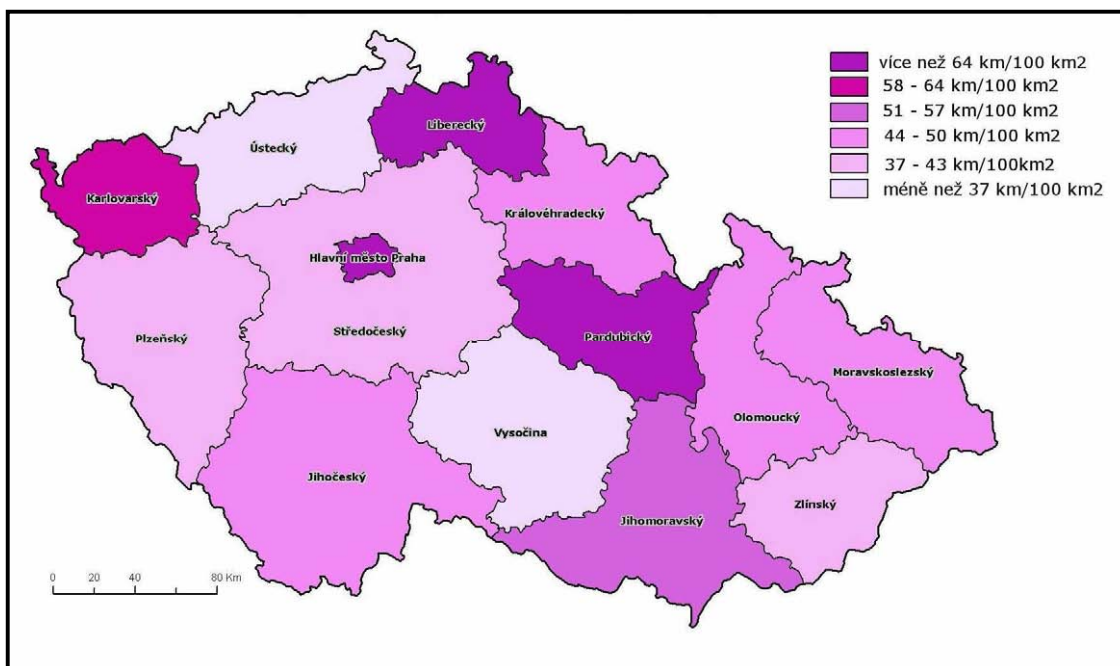 více než 64 km/100 km2
58 - 64 km/100 km2
51 - 57 km/100 km2
44 - 50 km/100 km2
37 - 43 km/100km2
méně než 37 km/100 km2
Liberecký
Ústecký
Karlovarský
Královéhradecký
Hlavní město Praha
Středočeský
Plzeňský
Pardubický
Moravskoslezský
Olomoucký
Vysočina
Jihočeský
Zlínský
Jihomoravský
0 20 40 80 Km